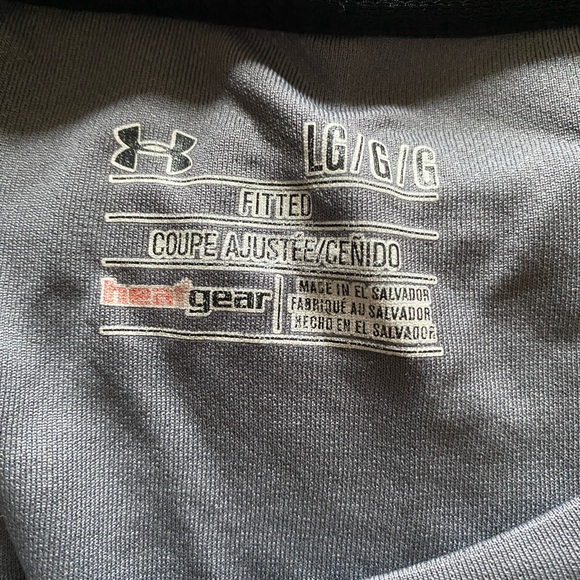 LG/G/G
FITTED
COUPE AJUSTÉE/CEÑIDO
heatgear
MADE IN EL SALVADOR
FABRIQUÉ AU SALVADOR
HECHO EN EL SALVADOR